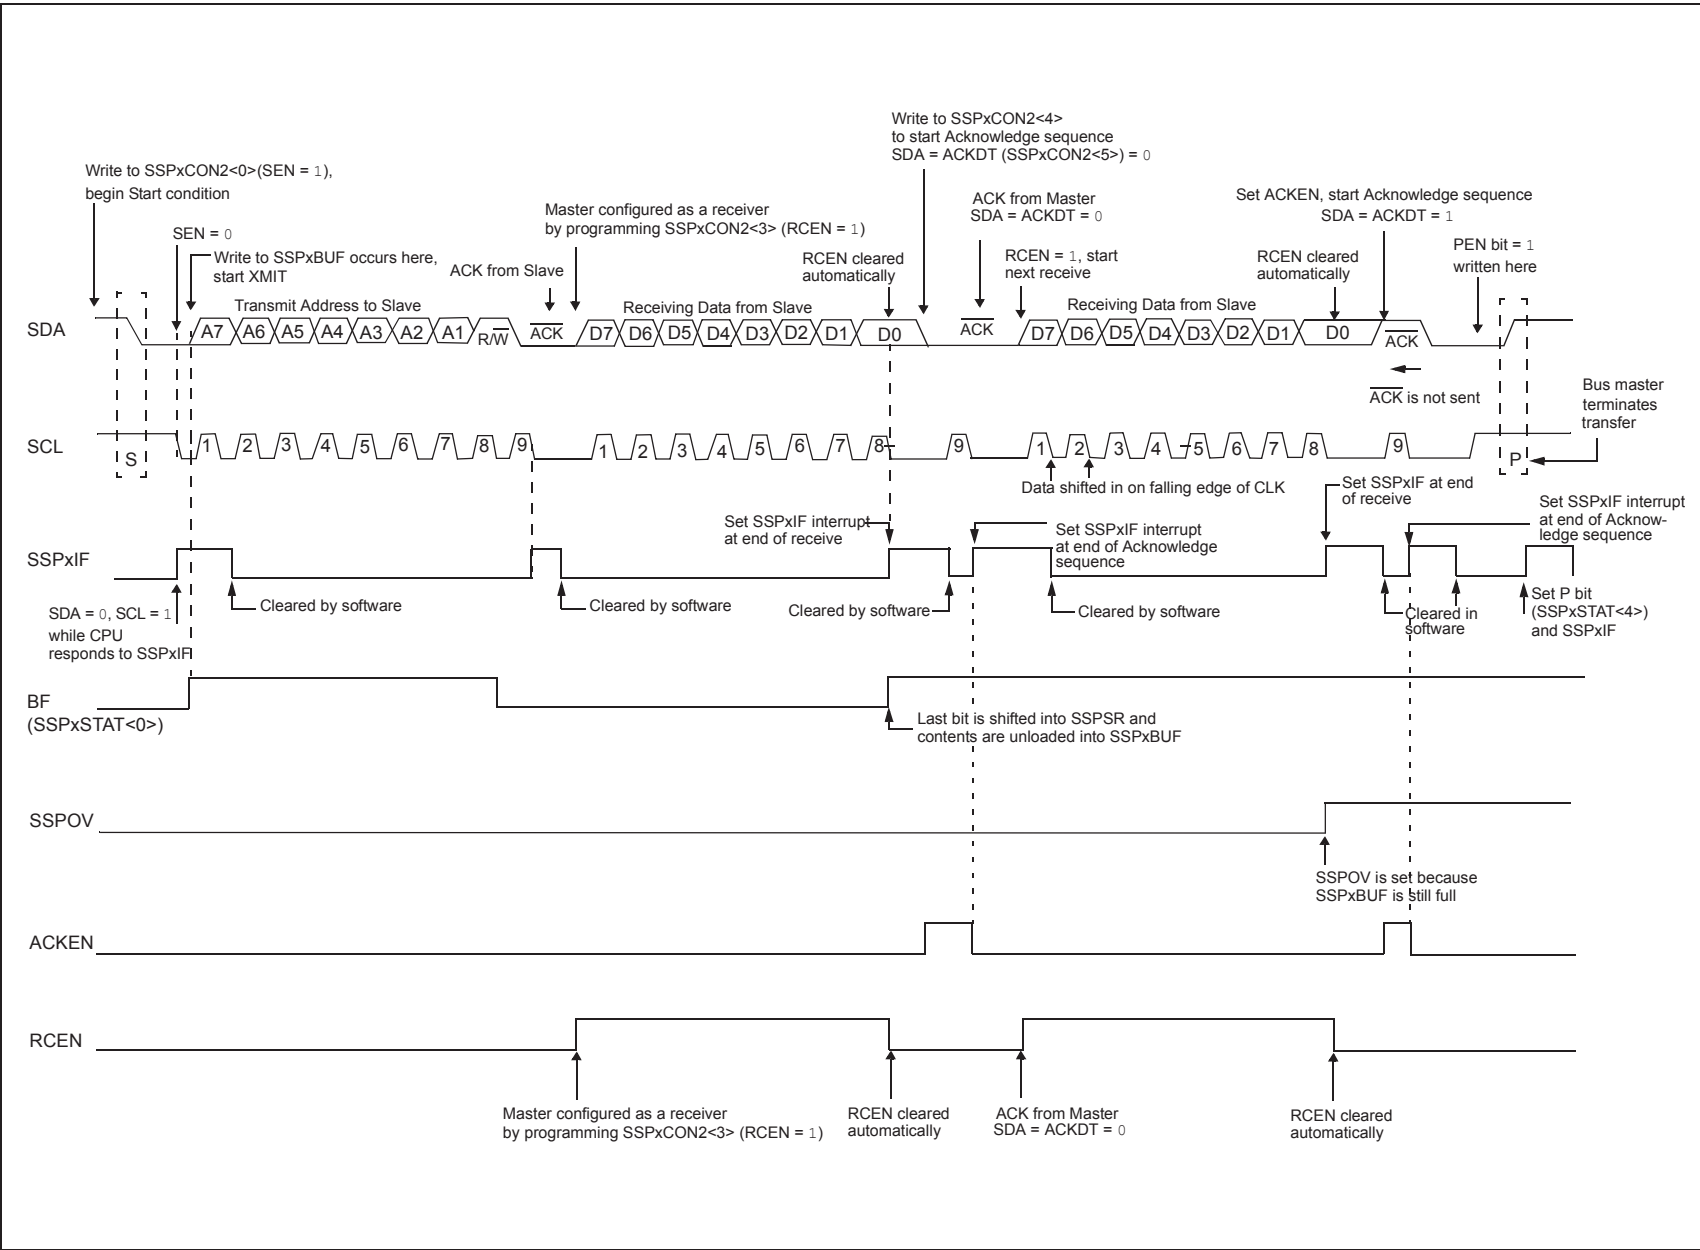 Write to SSPxCON2<4>
to start Acknowledge sequence
SDA = ACKDT (SSPxCON2<5>) = 0
Write to SSPxCON2<0>(SEN = 1),
begin Start condition
ACK from Master
SDA = ACKDT = 0
Set ACKEN, start Acknowledge sequence
SDA = ACKDT = 1
Master configured as a receiver
by programming SSPxCON2<3> (RCEN = 1)
SEN = 0
Write to SSPxBUF occurs here,
start XMIT
ACK from Slave
RCEN cleared
automatically
RCEN = 1, start
next receive
RCEN cleared
automatically
PEN bit = 1
written here
Transmit Address to Slave
Receiving Data from Slave
Receiving Data from Slave
SDA
A7 A6 A5 A4 A3 A2 A1 R/W ACK D7 D6 D5 D4 D3 D2 D1 D0 ACK D7 D6 D5 D4 D3 D2 D1 D0 ACK
ACK is not sent
Bus master
terminates
transfer
SCL
S 1 2 3 4 5 6 7 8 9 1 2 3 4 5 6 7 8 9 1 2 3 4 5 6 7 8 9 P
Data shifted in on falling edge of CLK
Set SSPxIF interrupt
at end of receive
Set SSPxIF interrupt
at end of Acknowledge
sequence
Set SSPxIF at end
of receive
Set SSPxIF interrupt
at end of Acknow-
ledge sequence
SSPxIF
SDA = 0, SCL = 1
while CPU
responds to SSPxIF
Cleared by software
Cleared by software
Cleared by software
Cleared by software
Cleared in
software
Set P bit
(SSPxSTAT<4>)
and SSPxIF
BF
(SSPxSTAT<0>)
Last bit is shifted into SSPSR and
contents are unloaded into SSPxBUF
SSPOV
SSPOV is set because
SSPxBUF is still full
ACKEN
RCEN
Master configured as a receiver
by programming SSPxCON2<3> (RCEN = 1)
RCEN cleared
automatically
ACK from Master
SDA = ACKDT = 0
RCEN cleared
automatically